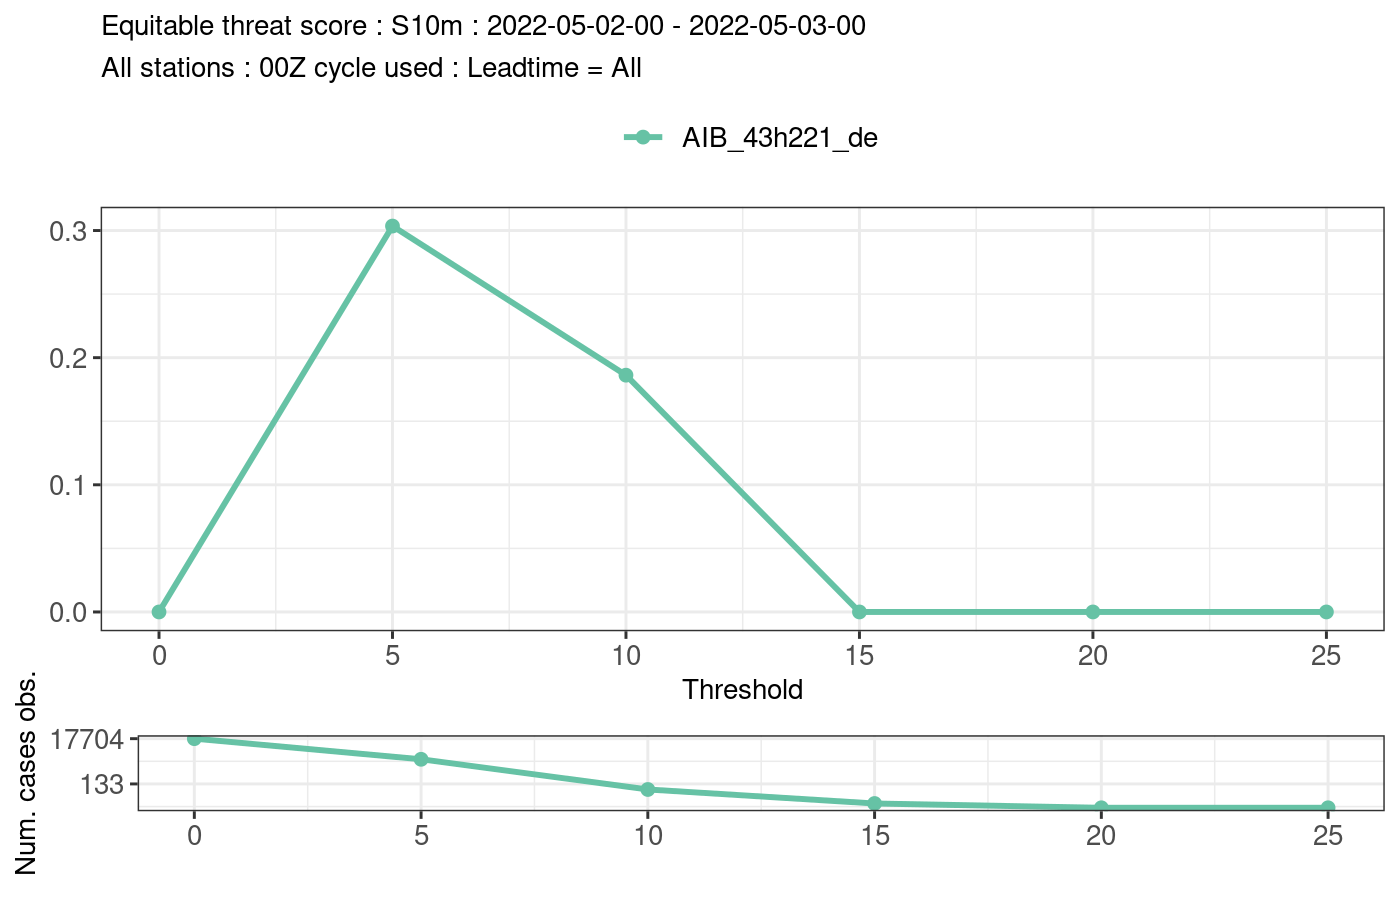 Equitable threat score : S10m : 2022-05-02-00 - 2022-05-03-00
All stations : 00Z cycle used : Leadtime = All
AIB_43h221_de
0.3
0.2
0.1
0.0
0 5 10 15 20 25
Threshold
Num. cases obs.
17704
133
0 5 10 15 20 25